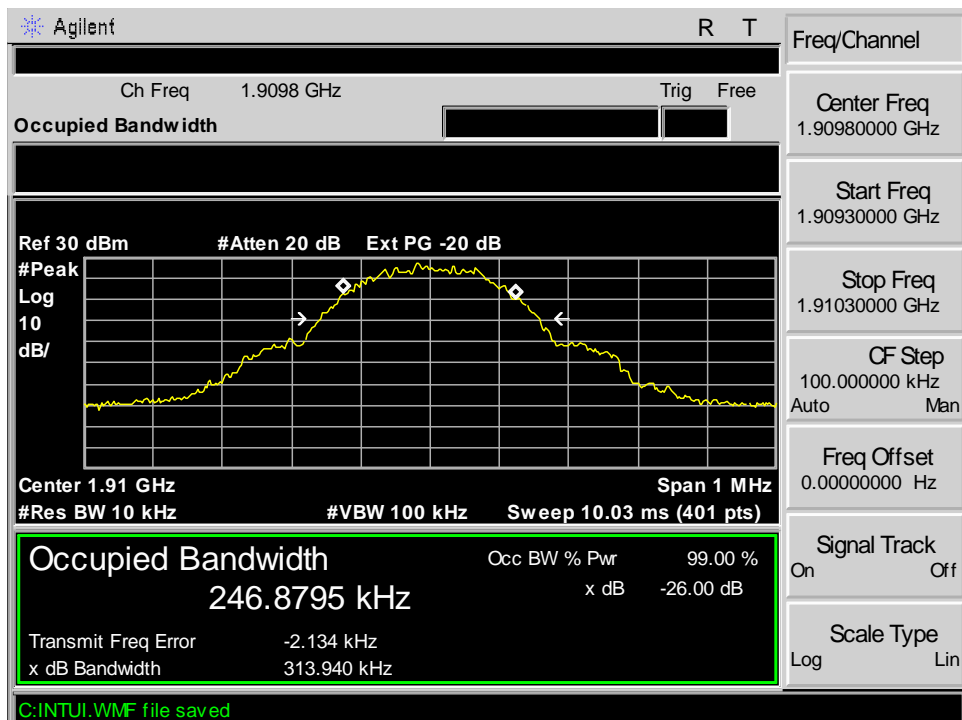 Agilent R T
Ch Freq 1.9098 GHz Trig Free
Occupied Bandwidth
Ref 30 dBm #Atten 20 dB Ext PG -20 dB
#Peak
Log
10
dB/
Center 1.91 GHz Span 1 MHz
#Res BW 10 kHz #VBW 100 kHz Sweep 10.03 ms (401 pts)
Occupied Bandwidth Occ BW % Pwr 99.00 %
246.8795 kHz x dB -26.00 dB
Transmit Freq Error -2.134 kHz
x dB Bandwidth 313.940 kHz
C:INTUI.WMF file saved
Freq/Channel
Center Freq
1.90980000 GHz
Start Freq
1.90930000 GHz
Stop Freq
1.91030000 GHz
CF Step
100.000000 kHz
Auto Man
Freq Offset
0.00000000 Hz
Signal Track
On Off
Scale Type
Log Lin